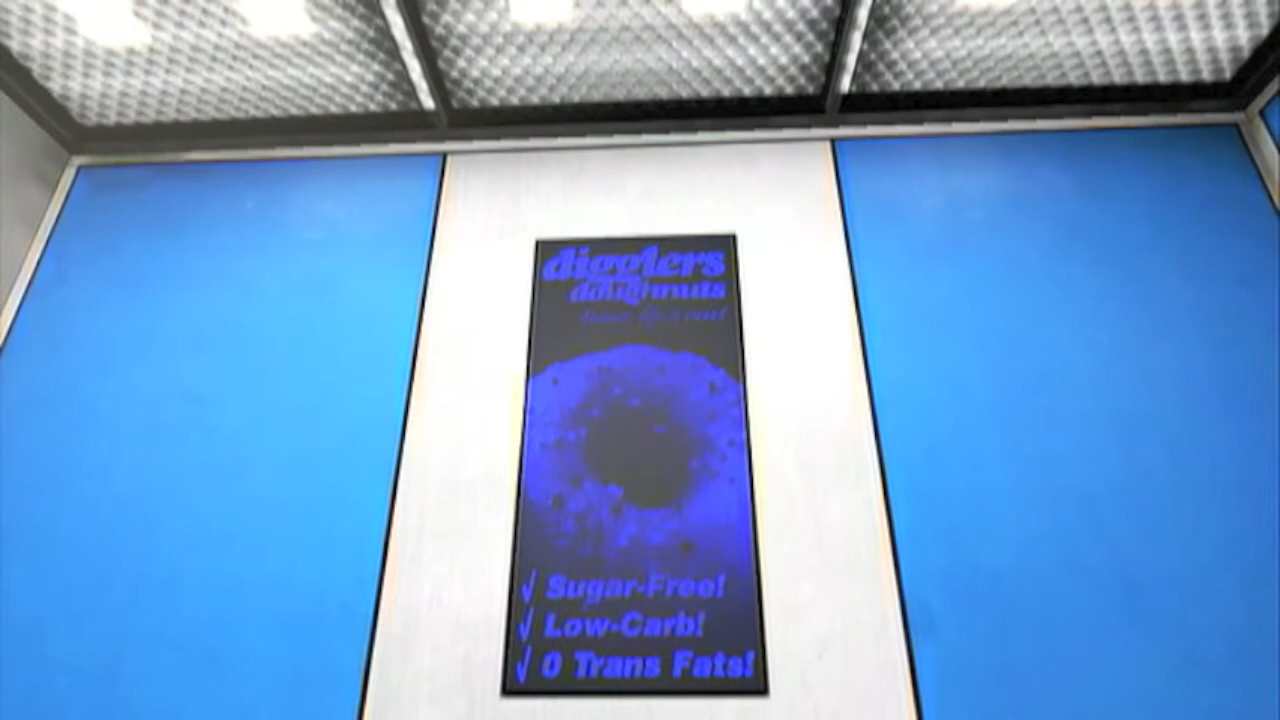 digglers
doughnuts
√ Sugar-Free!
√ Low-Carb!
√ 0 Trans Fats!